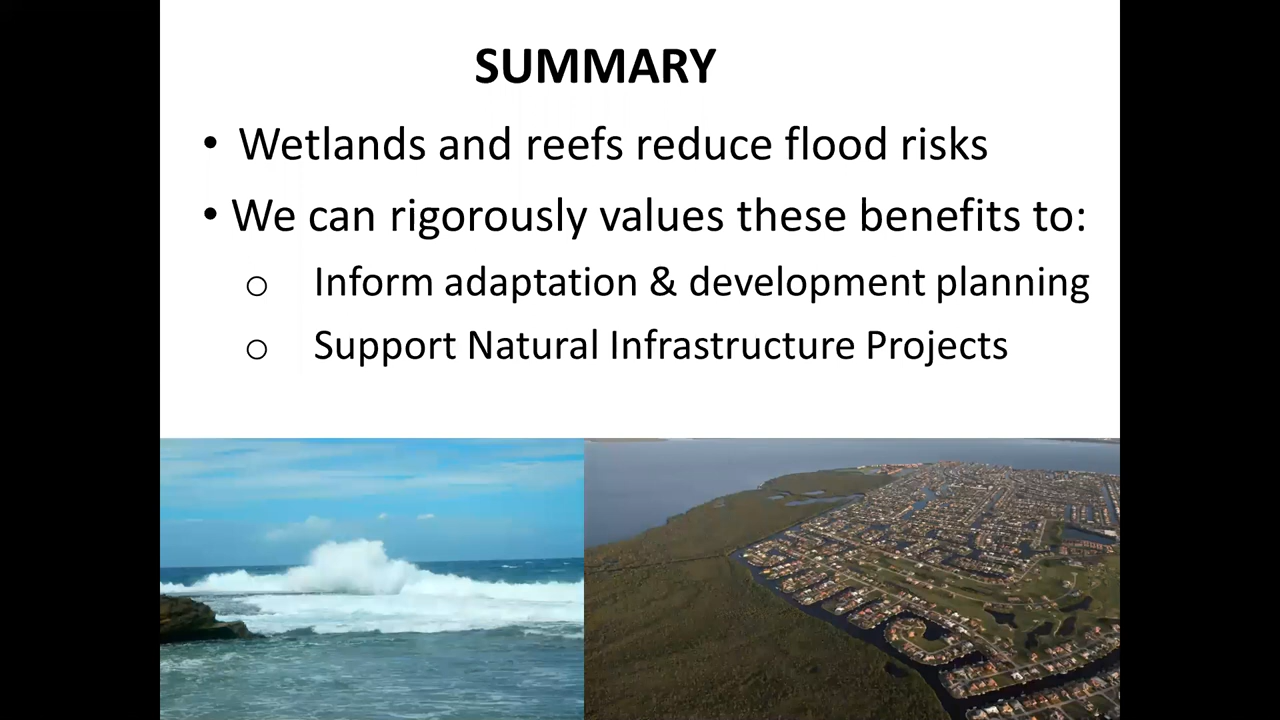 SUMMARY
• Wetlands and reefs reduce flood risks
• We can rigorously values these benefits to:
o Inform adaptation & development planning
o Support Natural Infrastructure Projects